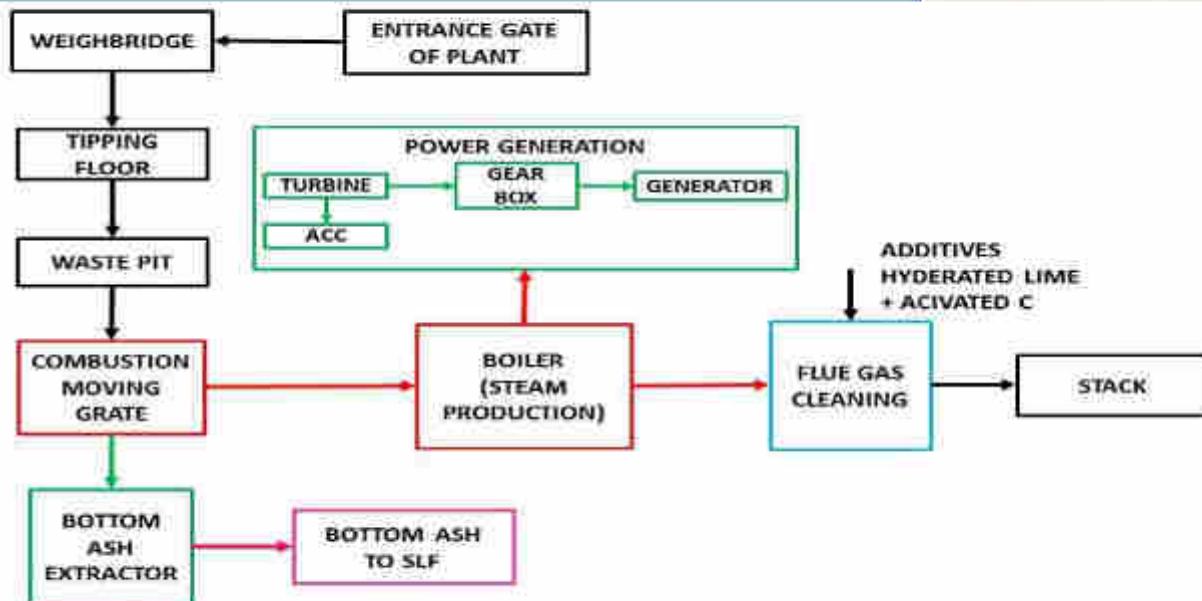 WEIGHBRIDGE
ENTRANCE GATE
OF PLANT
TIPPING
FLOOR
POWER GENERATION
TURBINE
GEAR
BOX
GENERATOR
ACC
WASTE PIT
ADDITIVES
HYDERATED LIME
+ ACIVATED C
COMBUSTION
MOVING
GRATE
BOILER
(STEAM
PRODUCTION)
FLUE GAS
CLEANING
STACK
BOTTOM
ASH
EXTRACTOR
BOTTOM ASH
TO SLF